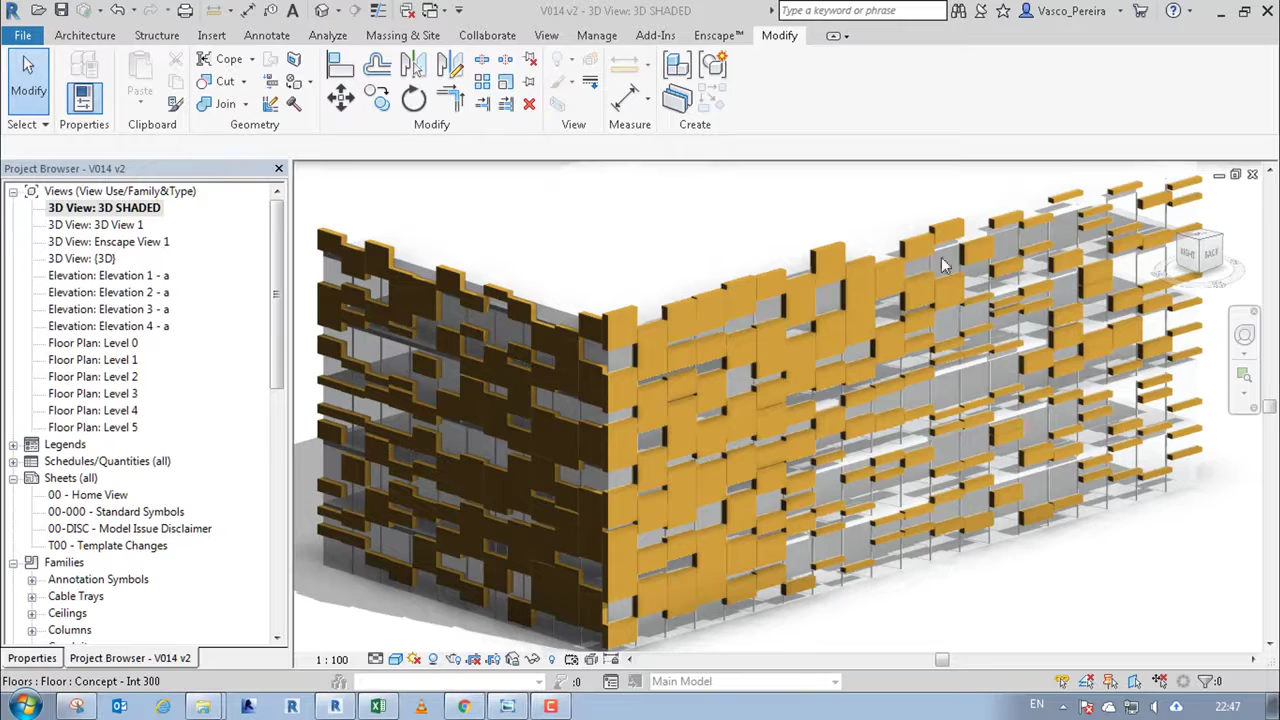 V014 v2 - 3D View: 3D SHADED
Type a keyword or phrase
Vasco_Pereira
File Architecture Structure Insert Annotate Analyze Massing & Site Collaborate View Manage Add-Ins Enscape™ Modify
Modify
Properties
Paste
Cope
Cut
Join
Select Properties Clipboard Geometry Modify View Measure Create
Project Browser - V014 v2
Views (View Use/Family&Type)
3D View: 3D SHADED
3D View: 3D View 1
3D View: Enscape View 1
3D View: {3D}
Elevation: Elevation 1 - a
Elevation: Elevation 2 - a
Elevation: Elevation 3 - a
Elevation: Elevation 4 - a
Floor Plan: Level 0
Floor Plan: Level 1
Floor Plan: Level 2
Floor Plan: Level 3
Floor Plan: Level 4
Floor Plan: Level 5
Legends
Schedules/Quantities (all)
Sheets (all)
00 - Home View
00-000 - Standard Symbols
00-DISC - Model Issue Disclaimer
T00 - Template Changes
Families
Annotation Symbols
Cable Trays
Ceilings
Columns
RIGHT BACK
Properties Project Browser - V014 v2
1 : 100
Floors : Floor : Concept - Int 300
:0
Main Model
:0
EN
22:47